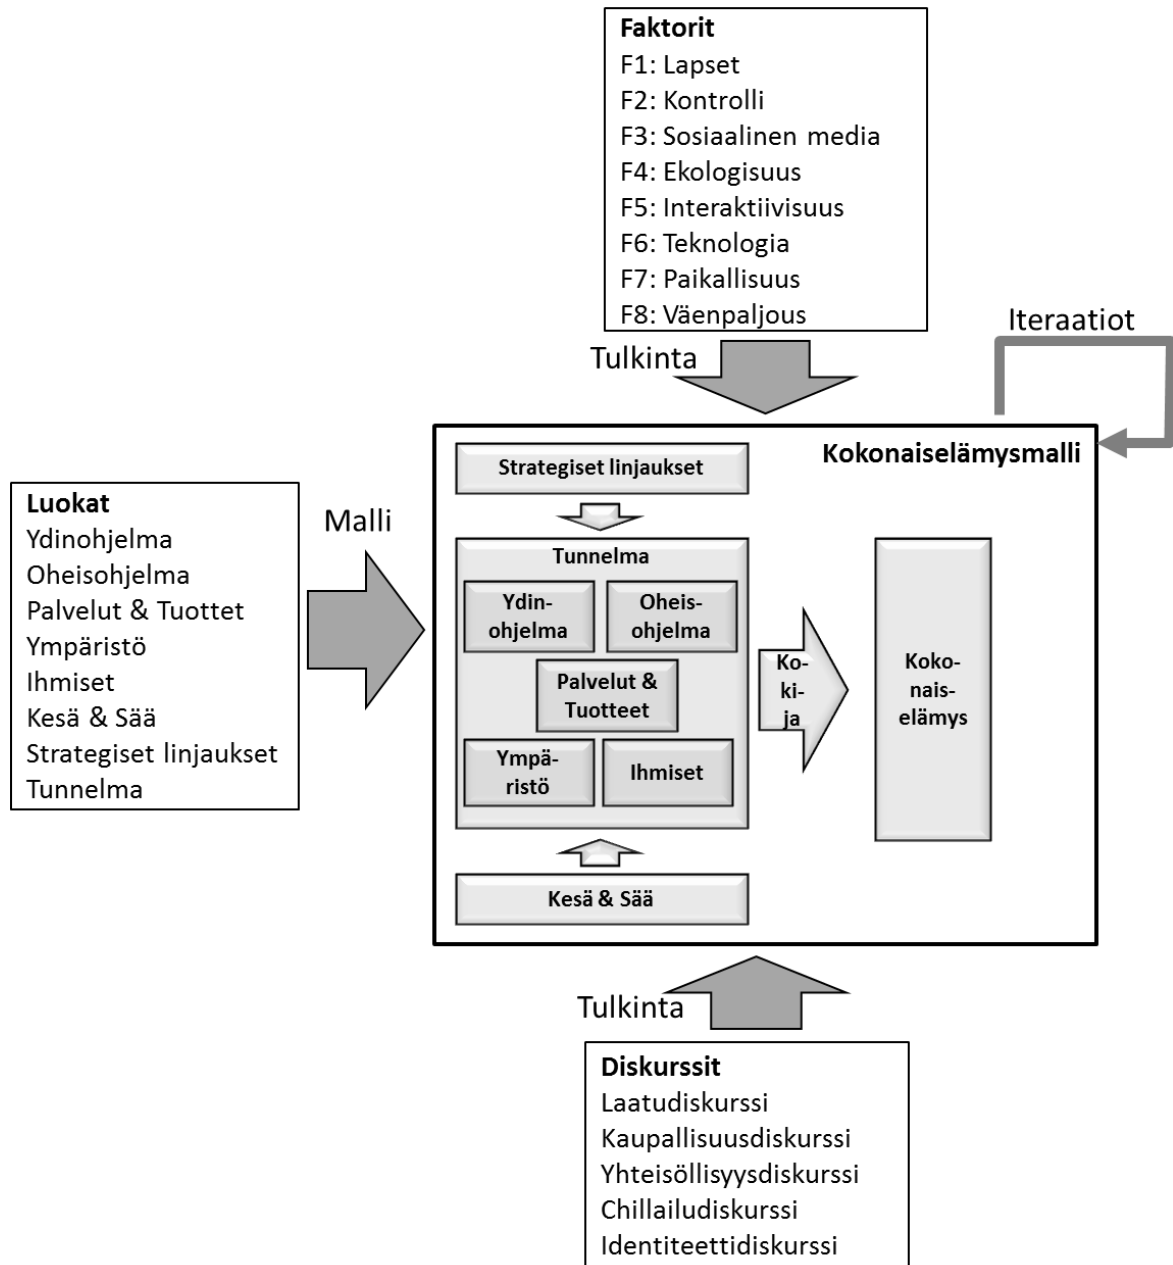 Faktorit
F1: Lapset
F2: Kontrolli
F3: Sosiaalinen media
F4: Ekologisuus
F5: Interaktiivisuus
F6: Teknologia
F7: Paikallisuus
F8: Väenpaljous
Iteraatiot
Tulkinta
Kokonaiselämysmalli
Strategiset linjaukset
Luokat
Ydinohjelma
Oheisohjelma
Palvelut & Tuottet
Ympäristö
Ihmiset
Kesä & Sää
Strategiset linjaukset
Tunnelma
Malli
Tunnelma
Ydin-
ohjelma
Oheis-
ohjelma
Palvelut &
Tuotteet
Ympä-
ristö
Ihmiset
Ko-
ki-
ja
Koko-
nais-
elämys
Kesä & Sää
Tulkinta
Diskurssit
Laatudiskurssi
Kaupallisuusdiskurssi
Yhteisöllisyysdiskurssi
Chillailudiskurssi
Identiteettidiskurssi